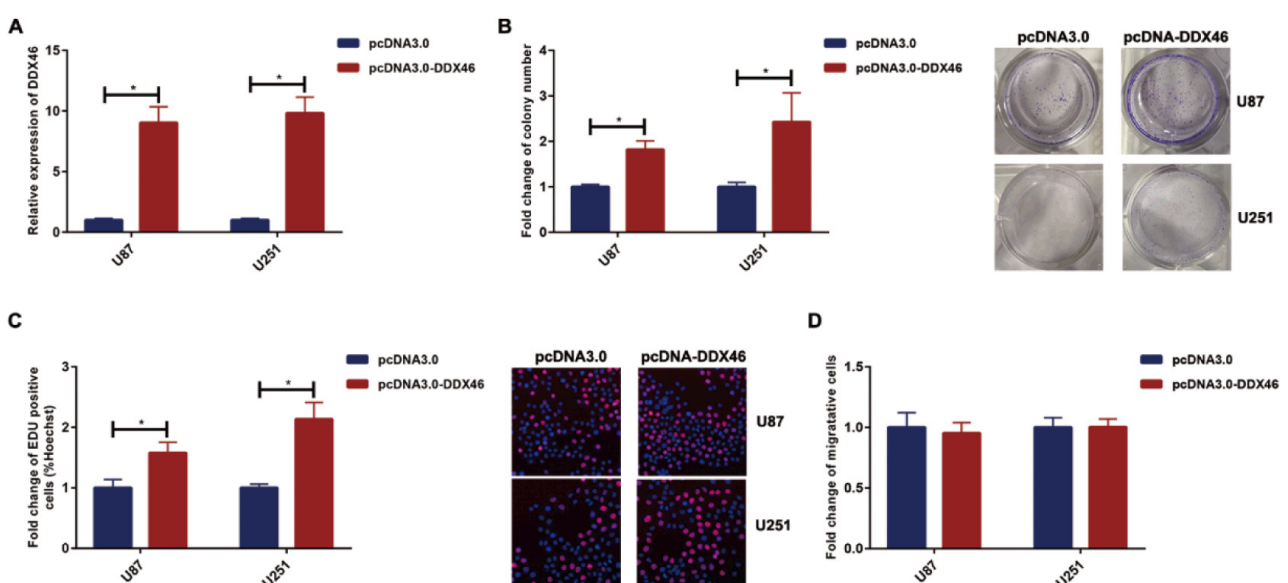 A
Relative expression of DDX46
15
10
5
0
*
*
U87
U251
pcDNA3.0
pcDNA3.0-DDX46
B
Fold change of colony number
4
3
2
1
0
*
*
U87
U251
pcDNA3.0
pcDNA3.0-DDX46
pcDNA3.0
pcDNA-DDX46
U87
U251
C
Fold change of EDU positive
cells (%Hoechst)
3
2
1
0
*
*
U87
U251
pcDNA3.0
pcDNA3.0-DDX46
pcDNA3.0
pcDNA-DDX46
U87
U251
D
Fold change of migratative cells
1.5
1.0
0.5
0.0
U87
U251
pcDNA3.0
pcDNA3.0-DDX46